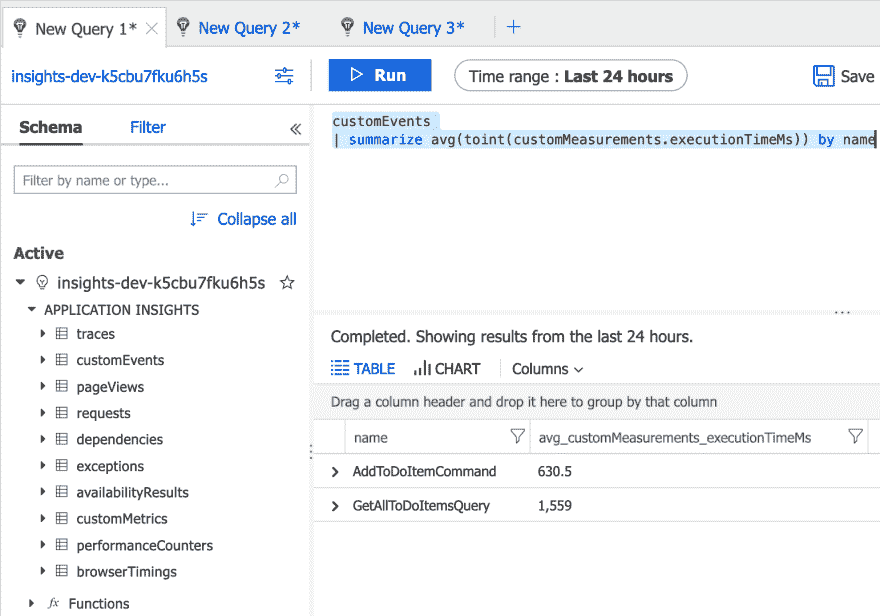 New Query 1* New Query 2* New Query 3* +
insights-dev-k5cbu7fku6h5s Run Time range : Last 24 hours Save
Schema Filter «
customEvents
| summarize avg(toint(customMeasurements.executionTimeMs)) by name
Filter by name or type...
Collapse all
Active
insights-dev-k5cbu7fku6h5s
APPLICATION INSIGHTS
traces
customEvents
pageViews
requests
dependencies
exceptions
availabilityResults
customMetrics
performanceCounters
browserTimings
fx Functions
...
Completed. Showing results from the last 24 hours.
TABLE CHART Columns
Drag a column header and drop it here to group by that column
name avg_customMeasurements_executionTimeMs
AddToDoItemCommand 630.5
GetAllToDoItemsQuery 1,559